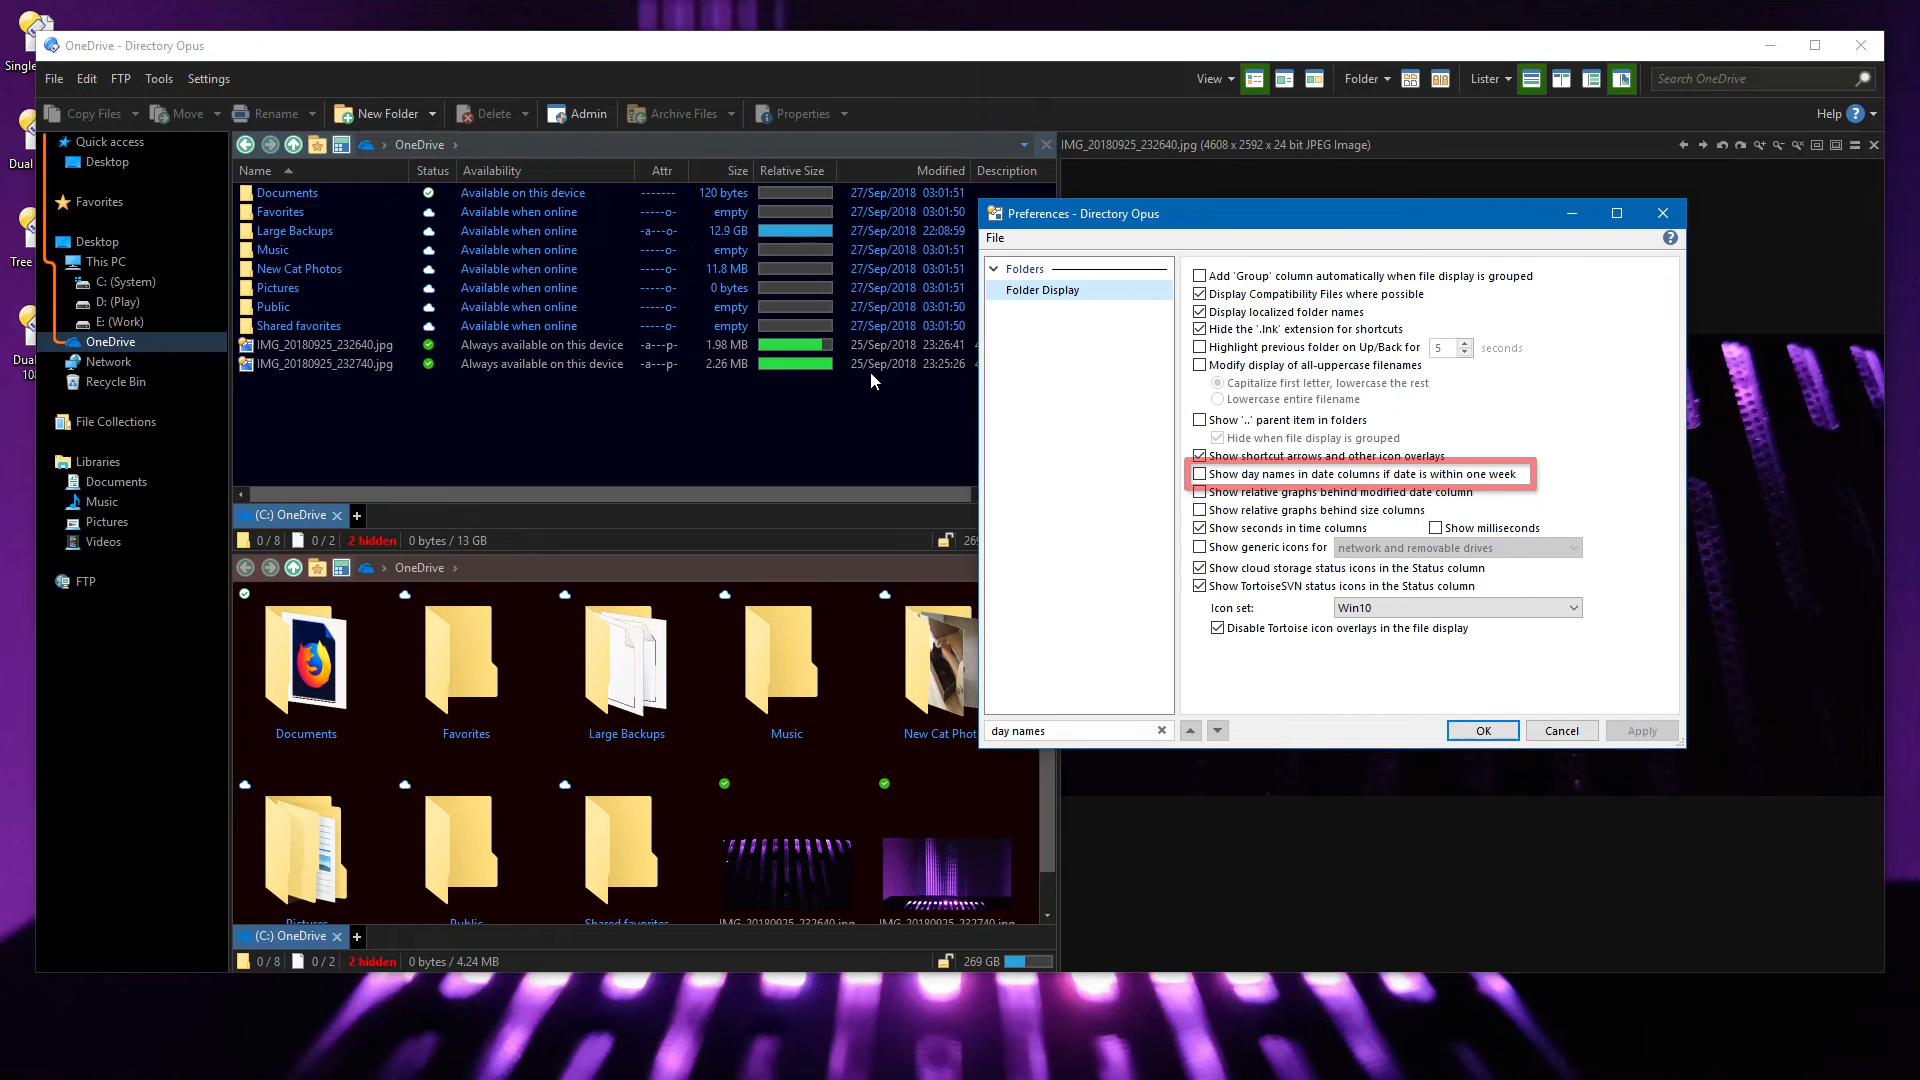 Single
Dual
Tree
Dual
108
OneDrive - Directory Opus
File Edit FTP Tools Settings
View Folder Lister Search OneDrive
Copy Files Move Rename New Folder Delete Admin Archive Files Properties Help
Quick access
Desktop
Favorites
Desktop
This PC
C: (System)
D: (Play)
E: (Work)
OneDrive
Network
Recycle Bin
File Collections
Libraries
Documents
Music
Pictures
Videos
FTP
OneDrive
Name Status Availability Attr Size Relative Size Modified Description
Documents Available on this device ------- 120 bytes 27/Sep/2018 03:01:51
Favorites Available when online -----o- empty 27/Sep/2018 03:01:50
Large Backups Available when online -a---o- 12.9 GB 27/Sep/2018 22:08:59
Music Available when online -----o- empty 27/Sep/2018 03:01:51
New Cat Photos Available when online -----o- 11.8 MB 27/Sep/2018 03:01:51
Pictures Available when online -----o- 0 bytes 27/Sep/2018 03:01:51
Public Available when online -----o- empty 27/Sep/2018 03:01:50
Shared favorites Available when online -----o- empty 27/Sep/2018 03:01:50
IMG_20180925_232640.jpg Always available on this device -a---p- 1.98 MB 25/Sep/2018 23:26:41 4
IMG_20180925_232740.jpg Always available on this device -a---p- 2.26 MB 25/Sep/2018 23:25:26 4
(C:) OneDrive
0 / 8 0 / 2 2 hidden 0 bytes / 13 GB 269
OneDrive
Documents Favorites Large Backups Music New Cat Phot
Pictures Public Shared favorites IMG_20180925_232640.jpg IMG_20180925_232740.jpg
(C:) OneDrive
0 / 8 0 / 2 2 hidden 0 bytes / 4.24 MB 269 GB
IMG_20180925_232640.jpg (4608 x 2592 x 24 bit JPEG Image)
Preferences - Directory Opus
File
Folders
Folder Display
day names
Add 'Group' column automatically when file display is grouped
Display Compatibility Files where possible
Display localized folder names
Hide the '.lnk' extension for shortcuts
Highlight previous folder on Up/Back for 5 seconds
Modify display of all-uppercase filenames
Capitalize first letter, lowercase the rest
Lowercase entire filename
Show '..' parent item in folders
Hide when file display is grouped
Show shortcut arrows and other icon overlays
Show day names in date columns if date is within one week
Show relative graphs behind modified date column
Show relative graphs behind size columns
Show seconds in time columns Show milliseconds
Show generic icons for network and removable drives
Show cloud storage status icons in the Status column
Show TortoiseSVN status icons in the Status column
Icon set: Win10
Disable Tortoise icon overlays in the file display
OK Cancel Apply